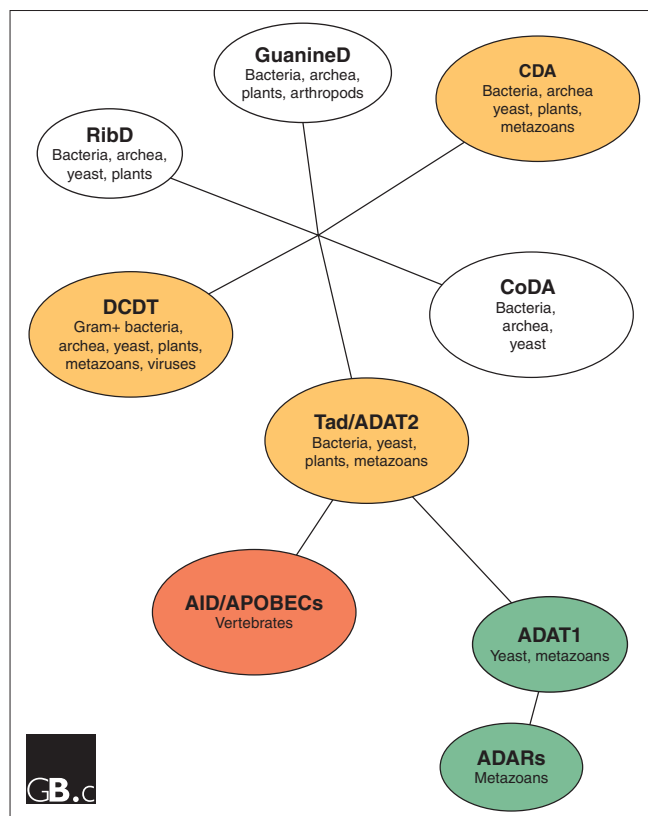 GuanineD
Bacteria, archea,
plants, arthropods
CDA
Bacteria, archea
yeast, plants,
metazoans
RibD
Bacteria, archea,
yeast, plants
DCDT
Gram+ bacteria,
archea, yeast, plants,
metazoans, viruses
CoDA
Bacteria,
archea,
yeast
Tad/ADAT2
Bacteria, yeast,
plants, metazoans
AID/APOBECs
Vertebrates
ADAT1
Yeast, metazoans
ADARs
Metazoans
GB.c